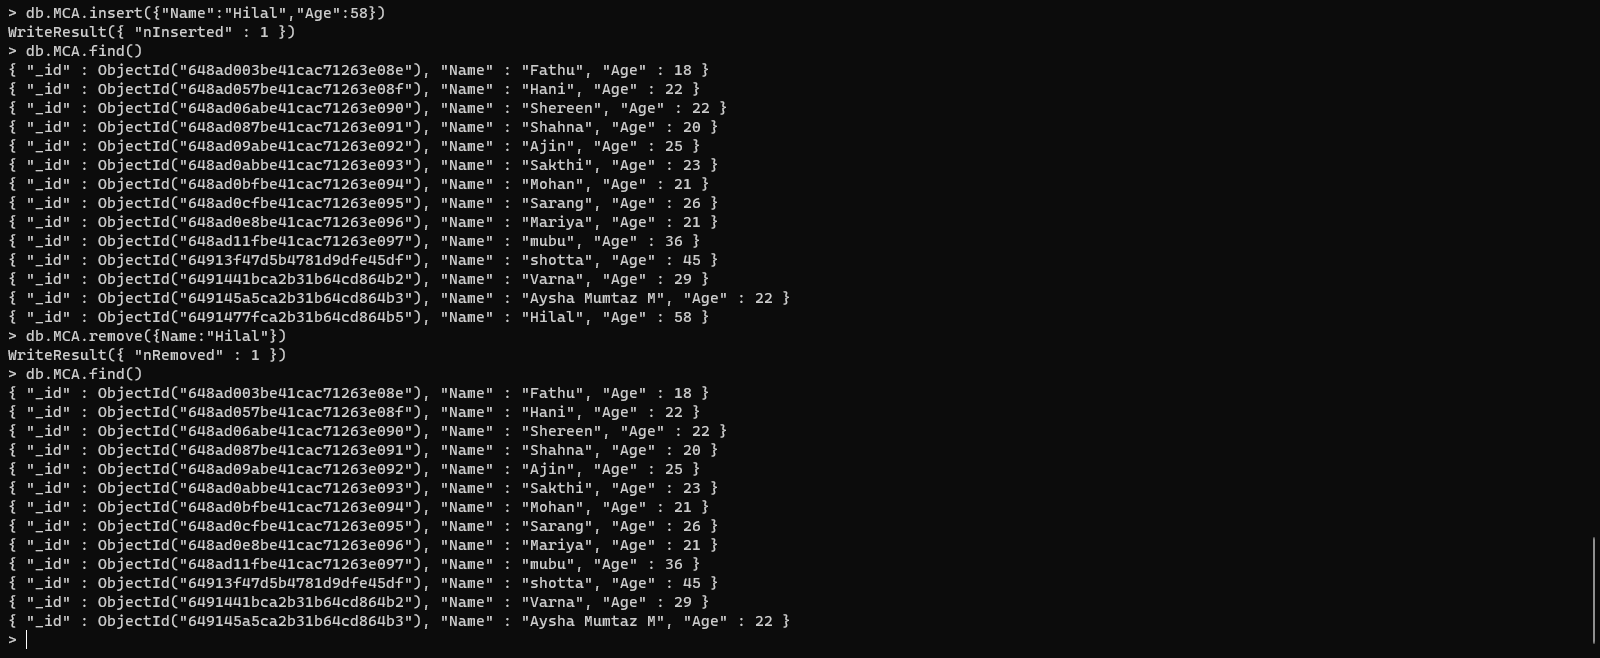 > db.MCA.insert({"Name":"Hilal","Age":58})
WriteResult({ "nInserted" : 1 })
> db.MCA.find()
{ "_id" : ObjectId("648ad003be41cac71263e08e"), "Name" : "Fathu", "Age" : 18 }
{ "_id" : ObjectId("648ad057be41cac71263e08f"), "Name" : "Hani", "Age" : 22 }
{ "_id" : ObjectId("648ad06abe41cac71263e090"), "Name" : "Shereen", "Age" : 22 }
{ "_id" : ObjectId("648ad087be41cac71263e091"), "Name" : "Shahna", "Age" : 20 }
{ "_id" : ObjectId("648ad09abe41cac71263e092"), "Name" : "Ajin", "Age" : 25 }
{ "_id" : ObjectId("648ad0abbe41cac71263e093"), "Name" : "Sakthi", "Age" : 23 }
{ "_id" : ObjectId("648ad0bfbe41cac71263e094"), "Name" : "Mohan", "Age" : 21 }
{ "_id" : ObjectId("648ad0cfbe41cac71263e095"), "Name" : "Sarang", "Age" : 26 }
{ "_id" : ObjectId("648ad0e8be41cac71263e096"), "Name" : "Mariya", "Age" : 21 }
{ "_id" : ObjectId("648ad11fbe41cac71263e097"), "Name" : "mubu", "Age" : 36 }
{ "_id" : ObjectId("64913f47d5b4781d9dfe45df"), "Name" : "shotta", "Age" : 45 }
{ "_id" : ObjectId("6491441bca2b31b64cd864b2"), "Name" : "Varna", "Age" : 29 }
{ "_id" : ObjectId("649145a5ca2b31b64cd864b3"), "Name" : "Aysha Mumtaz M", "Age" : 22 }
{ "_id" : ObjectId("6491477fca2b31b64cd864b5"), "Name" : "Hilal", "Age" : 58 }
> db.MCA.remove({Name:"Hilal"})
WriteResult({ "nRemoved" : 1 })
> db.MCA.find()
{ "_id" : ObjectId("648ad003be41cac71263e08e"), "Name" : "Fathu", "Age" : 18 }
{ "_id" : ObjectId("648ad057be41cac71263e08f"), "Name" : "Hani", "Age" : 22 }
{ "_id" : ObjectId("648ad06abe41cac71263e090"), "Name" : "Shereen", "Age" : 22 }
{ "_id" : ObjectId("648ad087be41cac71263e091"), "Name" : "Shahna", "Age" : 20 }
{ "_id" : ObjectId("648ad09abe41cac71263e092"), "Name" : "Ajin", "Age" : 25 }
{ "_id" : ObjectId("648ad0abbe41cac71263e093"), "Name" : "Sakthi", "Age" : 23 }
{ "_id" : ObjectId("648ad0bfbe41cac71263e094"), "Name" : "Mohan", "Age" : 21 }
{ "_id" : ObjectId("648ad0cfbe41cac71263e095"), "Name" : "Sarang", "Age" : 26 }
{ "_id" : ObjectId("648ad0e8be41cac71263e096"), "Name" : "Mariya", "Age" : 21 }
{ "_id" : ObjectId("648ad11fbe41cac71263e097"), "Name" : "mubu", "Age" : 36 }
{ "_id" : ObjectId("64913f47d5b4781d9dfe45df"), "Name" : "shotta", "Age" : 45 }
{ "_id" : ObjectId("6491441bca2b31b64cd864b2"), "Name" : "Varna", "Age" : 29 }
{ "_id" : ObjectId("649145a5ca2b31b64cd864b3"), "Name" : "Aysha Mumtaz M", "Age" : 22 }
>